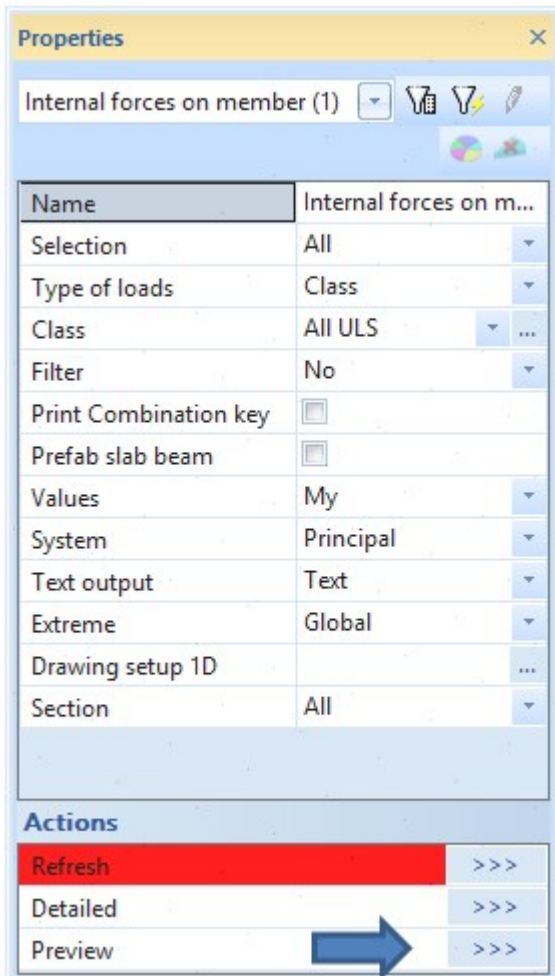 Properties
Internal forces on member (1)
Name Internal forces on m...
Selection All
Type of loads Class
Class All ULS ...
Filter No
Print Combination key
Prefab slab beam
Values My
System Principal
Text output Text
Extreme Global
Drawing setup 1D ...
Section All
Actions
Refresh >>>
Detailed >>>
Preview >>>